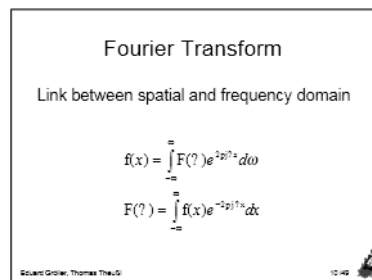 Fourier Transform
Link between spatial and frequency domain
f(x) = ∫_{-∞}^{∞} F(?)e^{2pj?x}dω
F(?) = ∫_{-∞}^{∞} f(x)e^{-2pj?x}dx
Eduard Gröller, Thomas Theußl 10/49